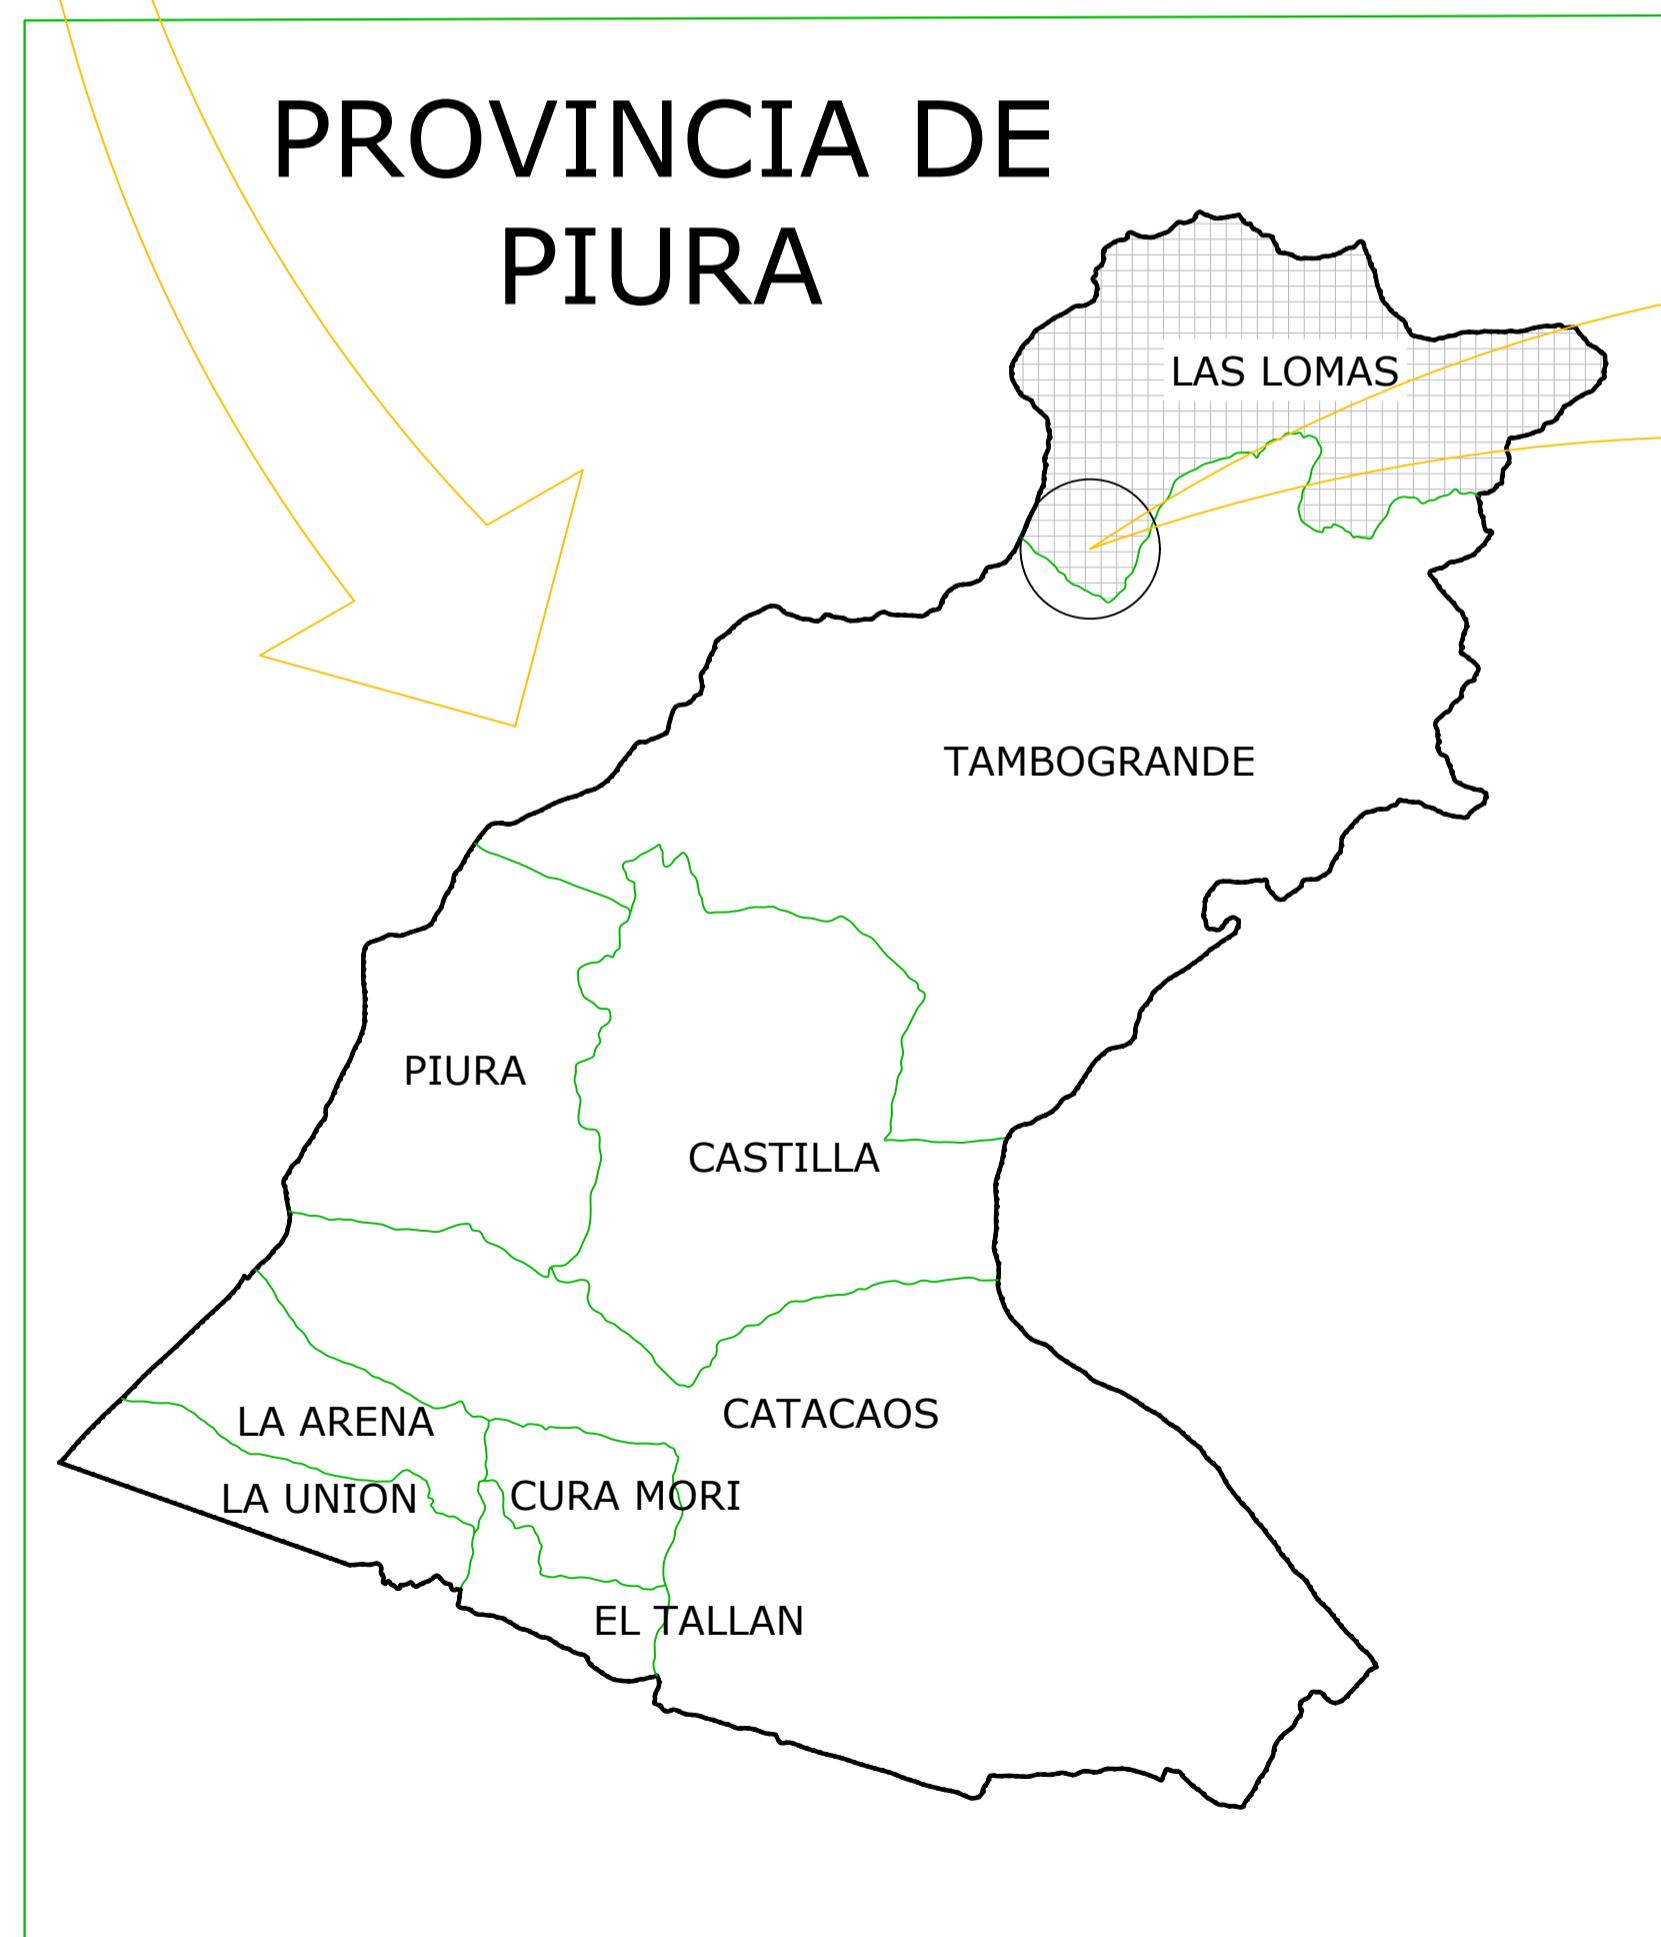 PROVINCIA DE
PIURA
LAS LOMAS
TAMBOGRANDE
PIURA
CASTILLA
CATACAOS
LA ARENA
CURA MORI
LA UNION
EL TALLAN